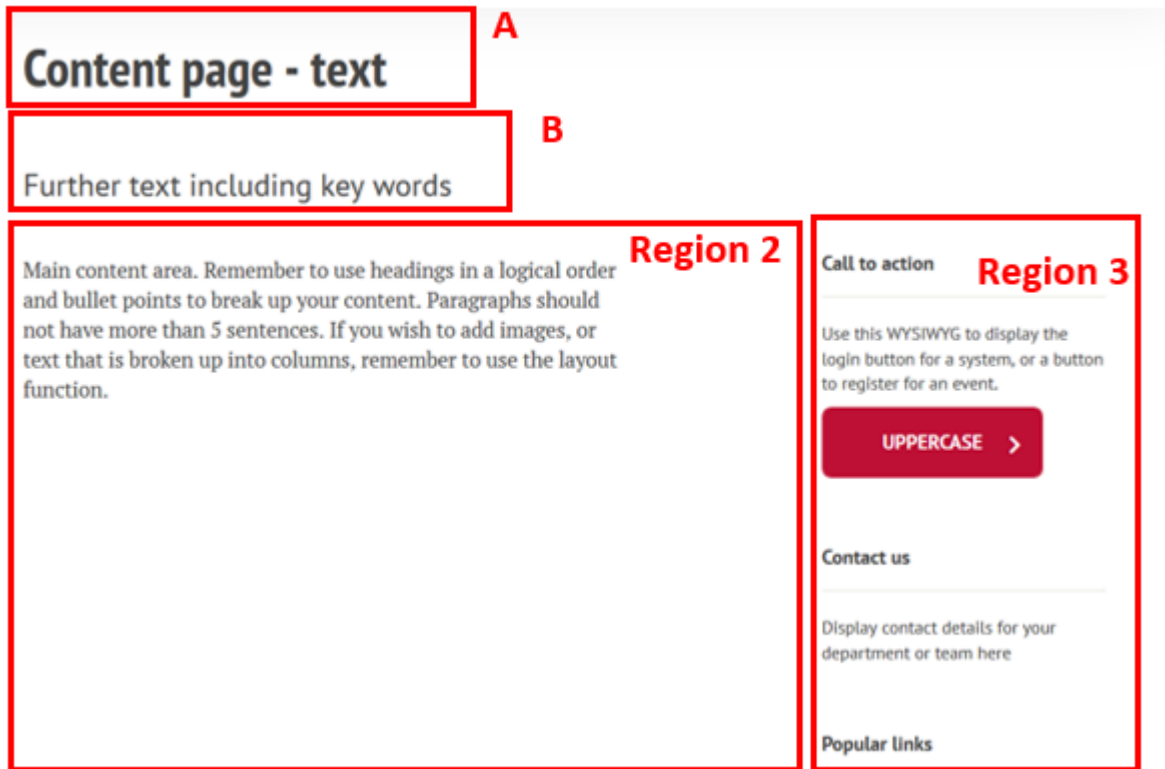 A
Content page - text
B
Further text including key words
Region 2
Main content area. Remember to use headings in a logical order
and bullet points to break up your content. Paragraphs should
not have more than 5 sentences. If you wish to add images, or
text that is broken up into columns, remember to use the layout
function.
Region 3
Call to action
Use this WYSIWYG to display the
login button for a system, or a button
to register for an event.
UPPERCASE
Contact us
Display contact details for your
department or team here
Popular links